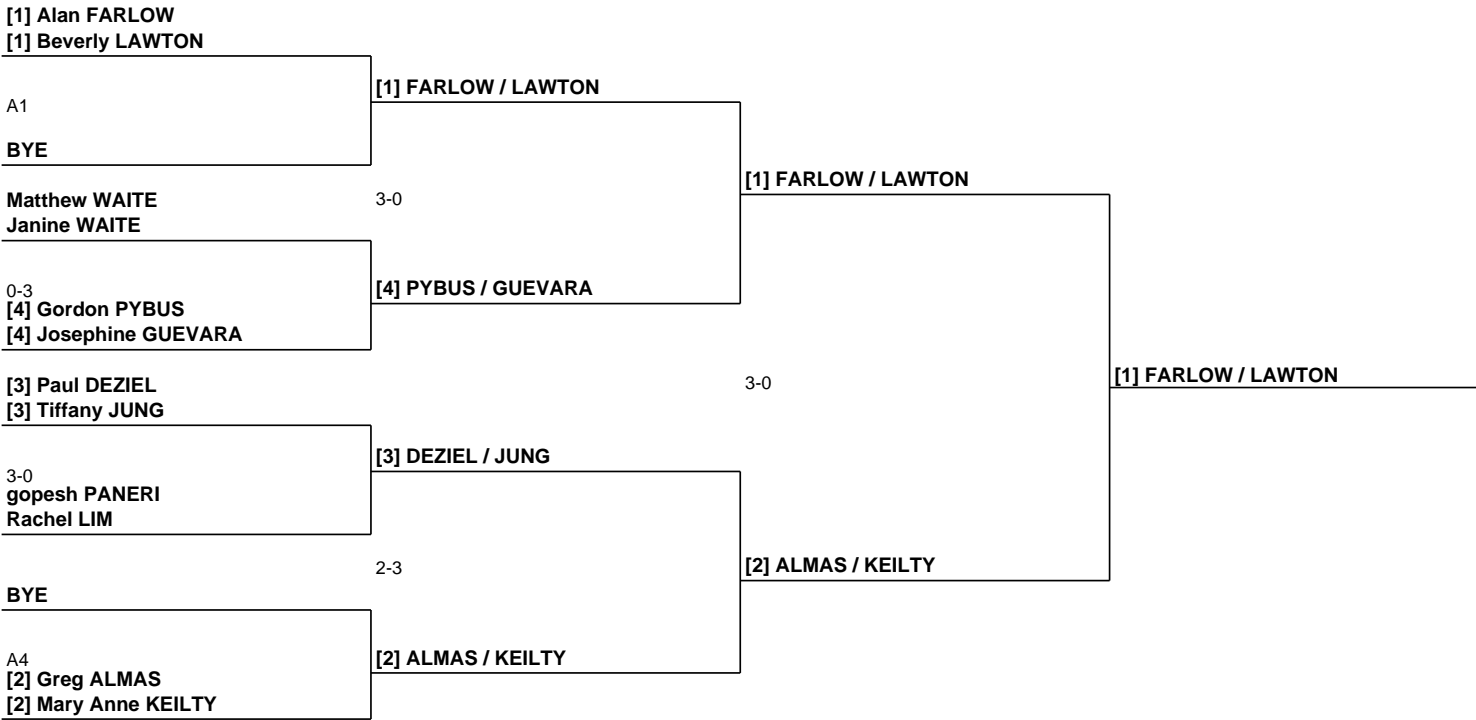 [1] Alan FARLOW
[1] Beverly LAWTON
[1] FARLOW / LAWTON
A1
BYE
[1] FARLOW / LAWTON
Matthew WAITE
3-0
Janine WAITE
0-3
[4] PYBUS / GUEVARA
[4] Gordon PYBUS
[4] Josephine GUEVARA
[3] Paul DEZIEL
3-0
[1] FARLOW / LAWTON
[3] Tiffany JUNG
[3] DEZIEL / JUNG
3-0
gopesh PANERI
Rachel LIM
2-3
[2] ALMAS / KEILTY
BYE
A4
[2] ALMAS / KEILTY
[2] Greg ALMAS
[2] Mary Anne KEILTY